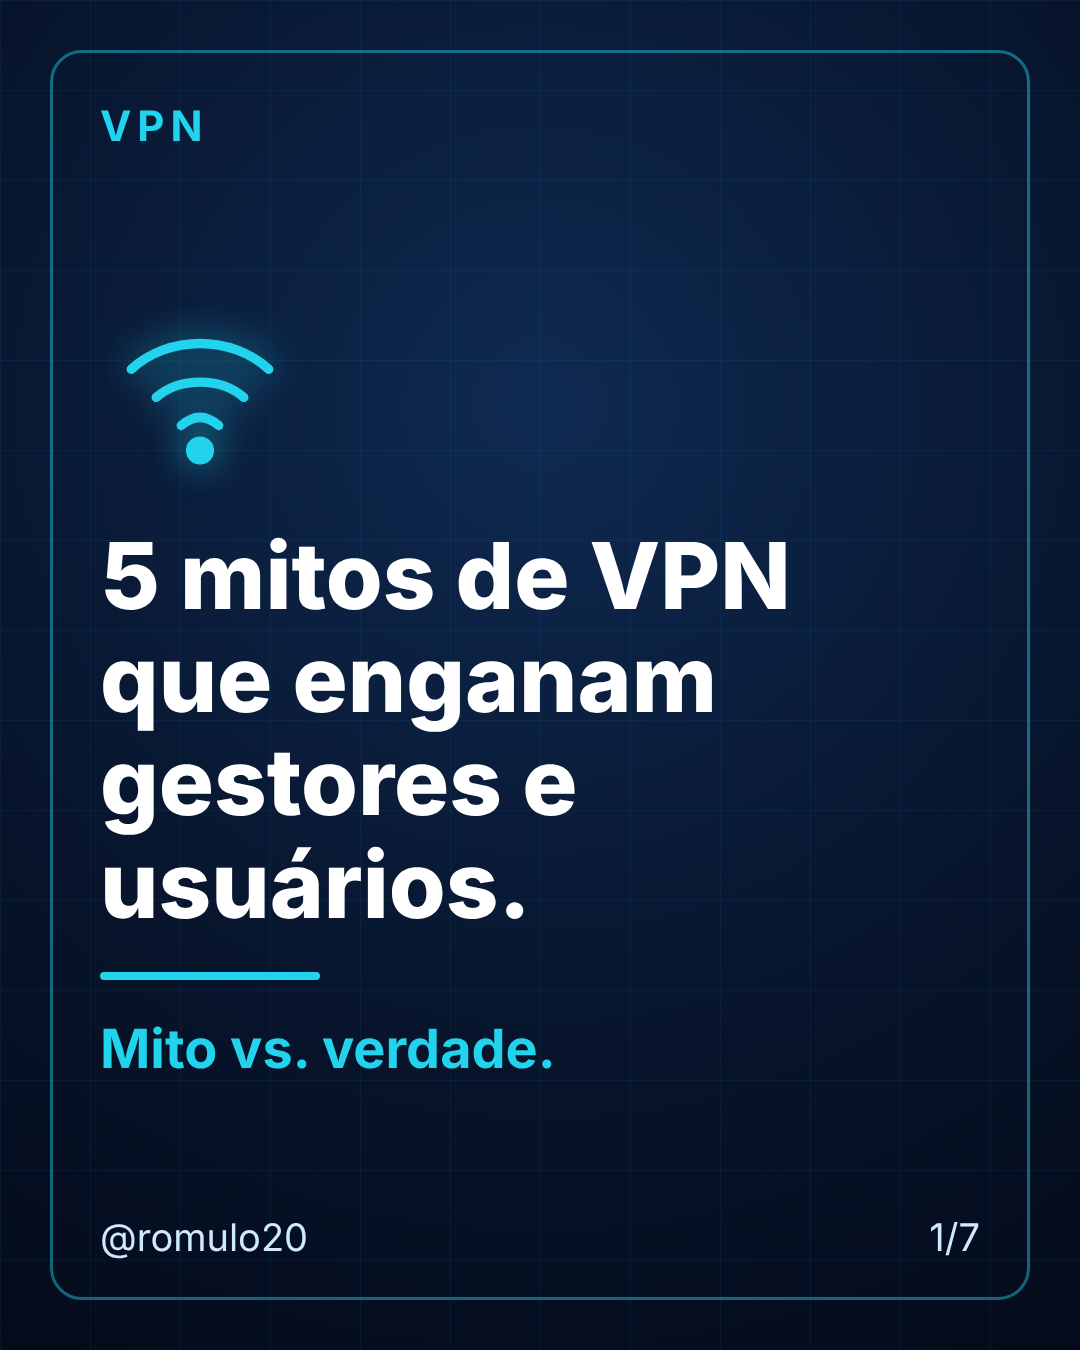 VPN
5 mitos de VPN
que enganam
gestores e
usuários.
Mito vs. verdade.
@romulo20
1/7